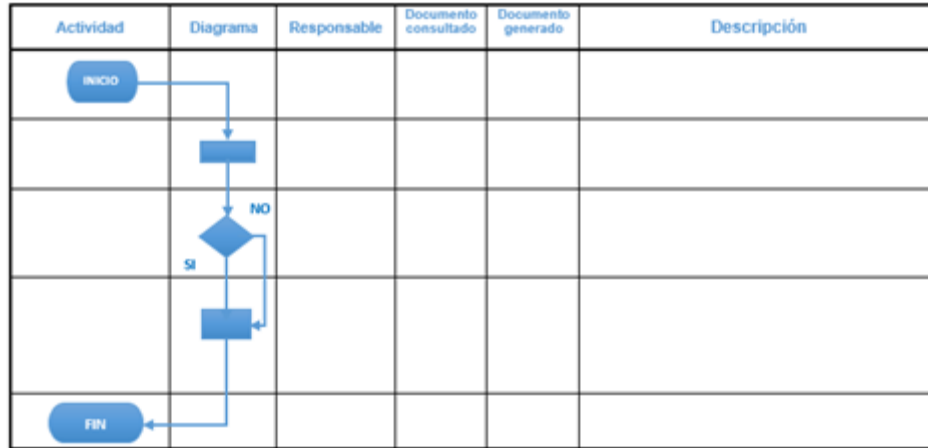 Actividad
Diagrama
Responsable
Documento
consultado
Documento
generado
Descripción
INICIO
NO
SI
FIN